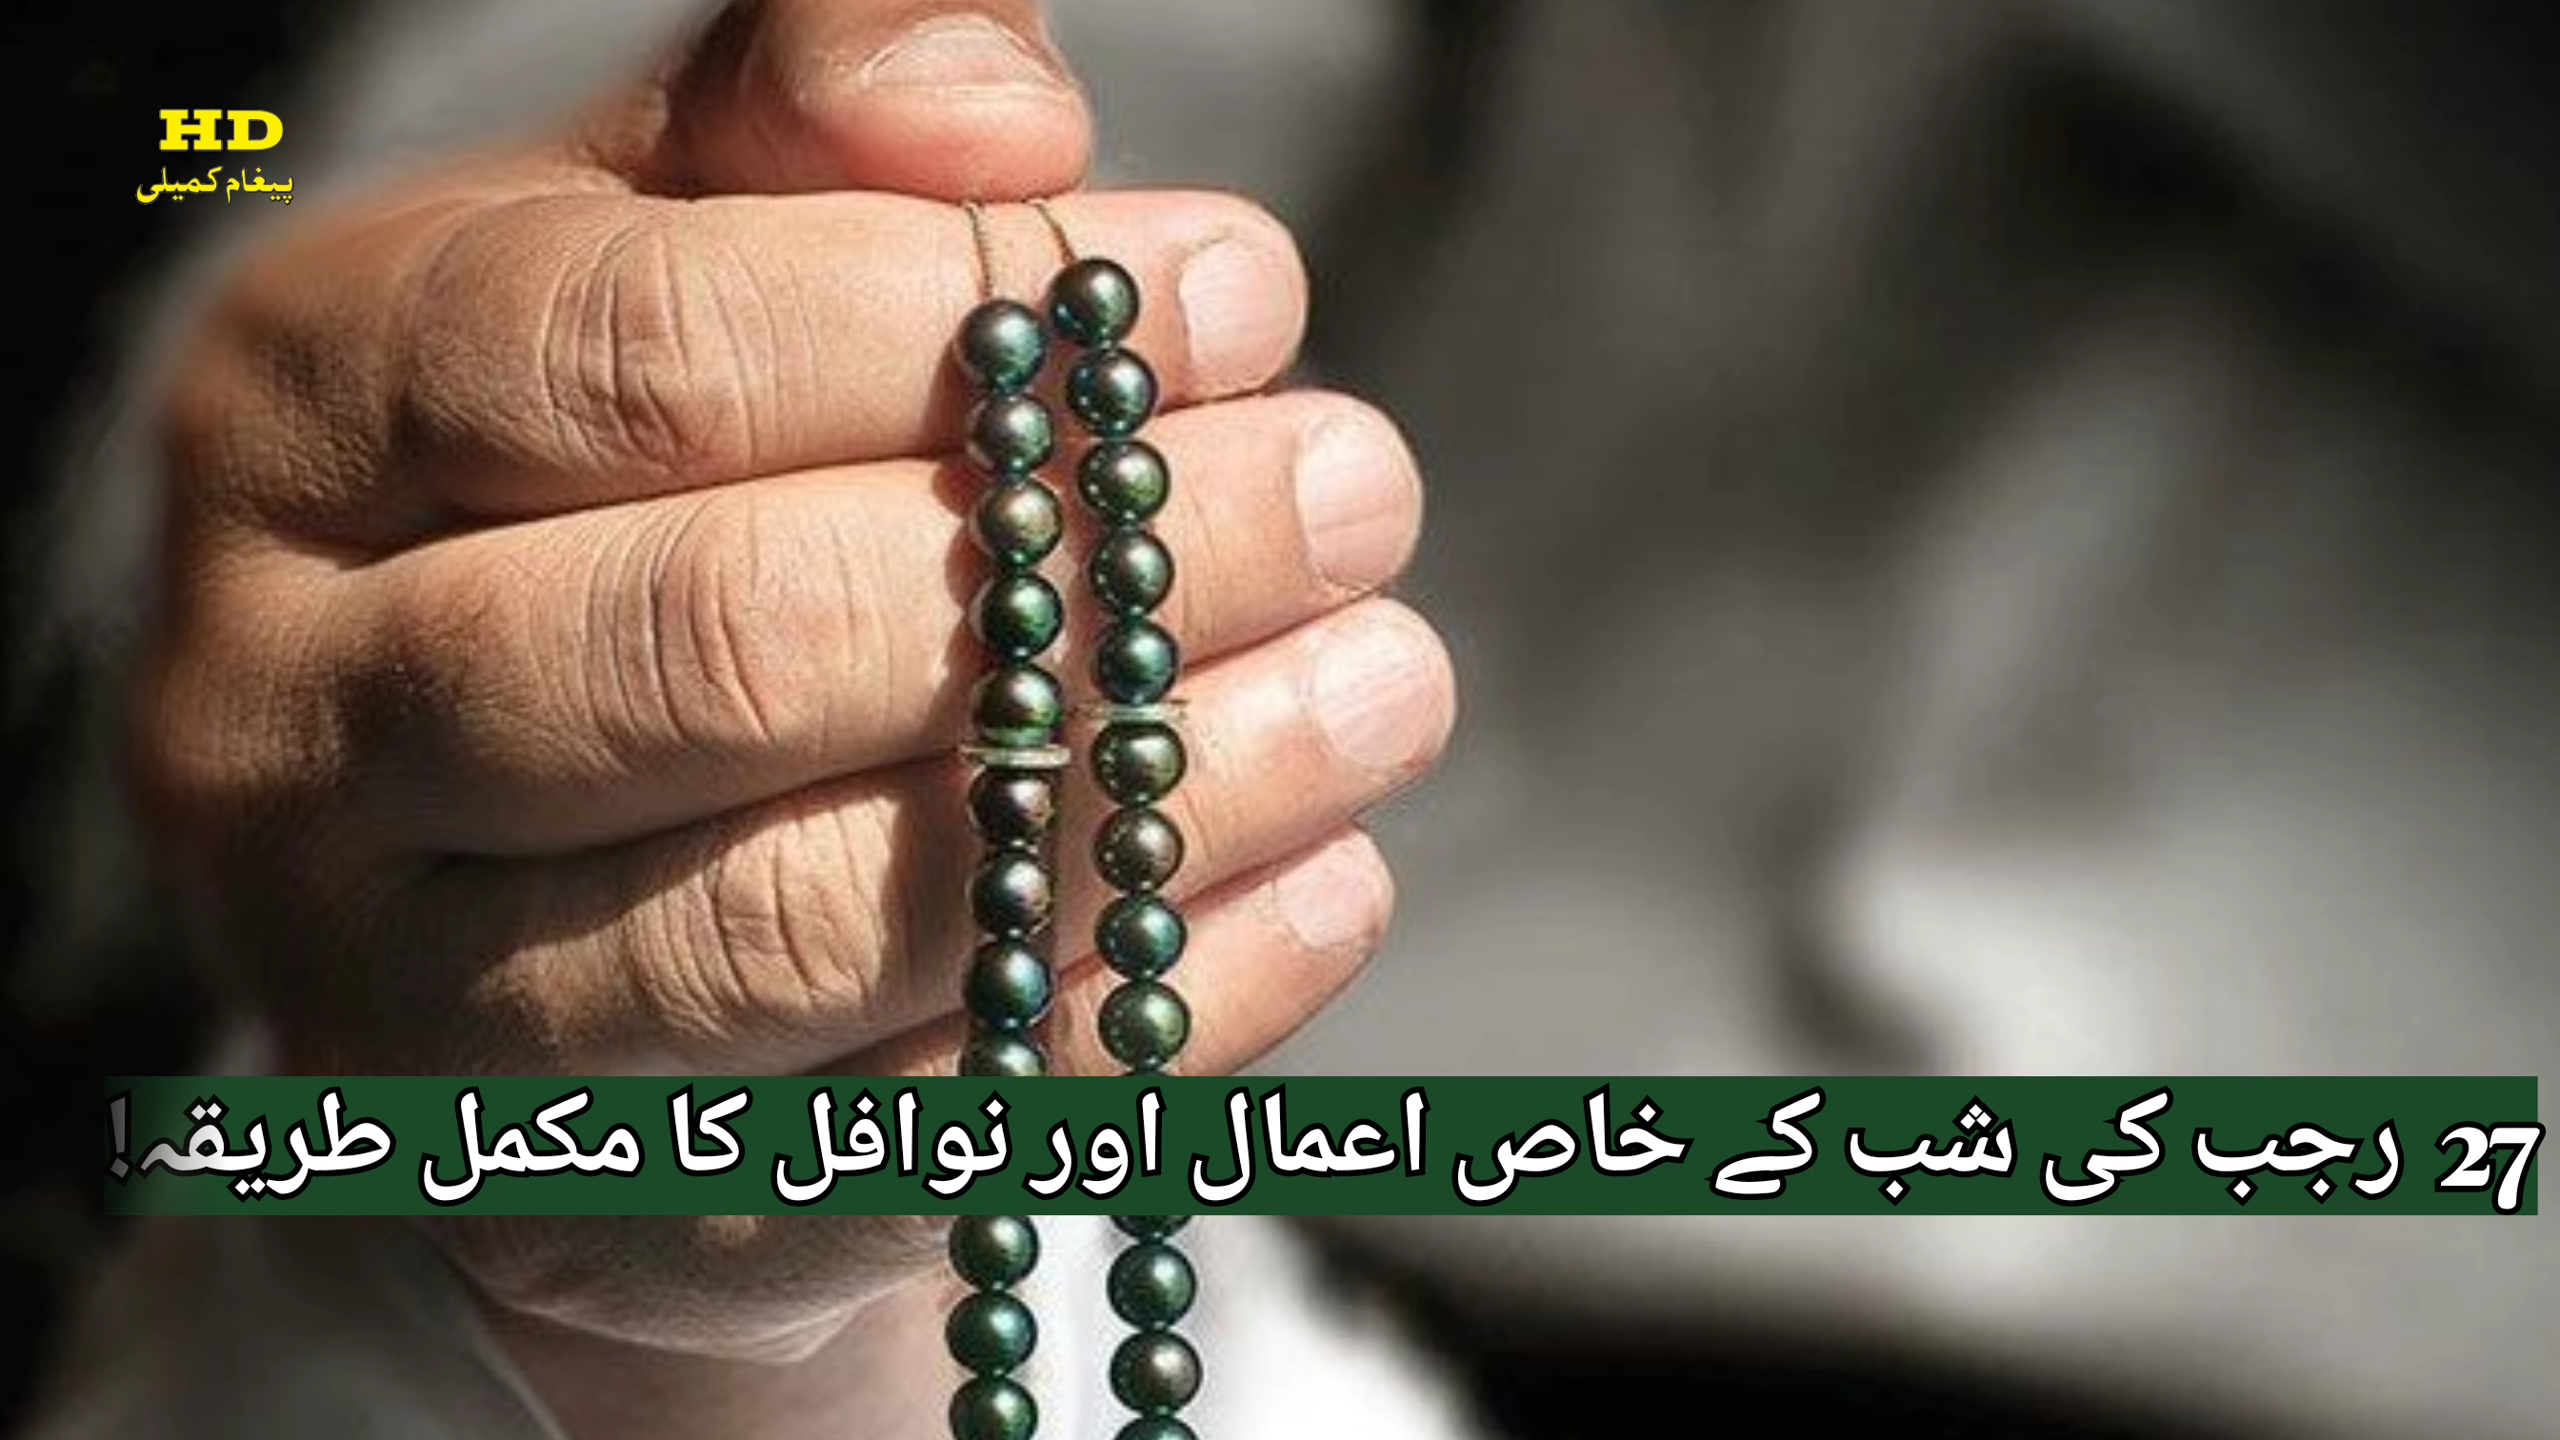 HD
پیغام کمیلی
27 رجب کی شب کے خاص اعمال اور نوافل کا مکمل طریقہ!